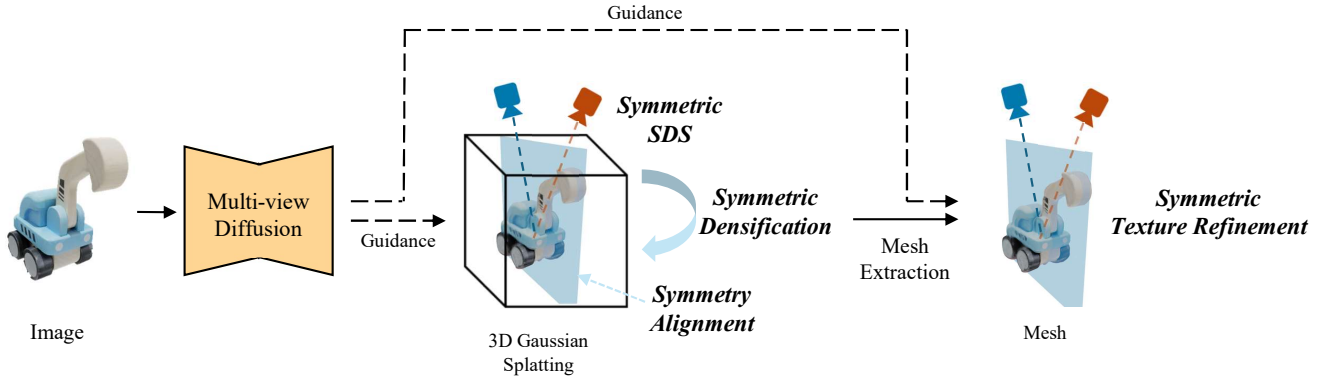 Guidance
Symmetric
SDS
Multi-view
Diffusion
Guidance
Symmetric
Densification
Mesh
Extraction
Symmetric
Texture Refinement
Symmetry
Alignment
Image
3D Gaussian
Splatting
Mesh